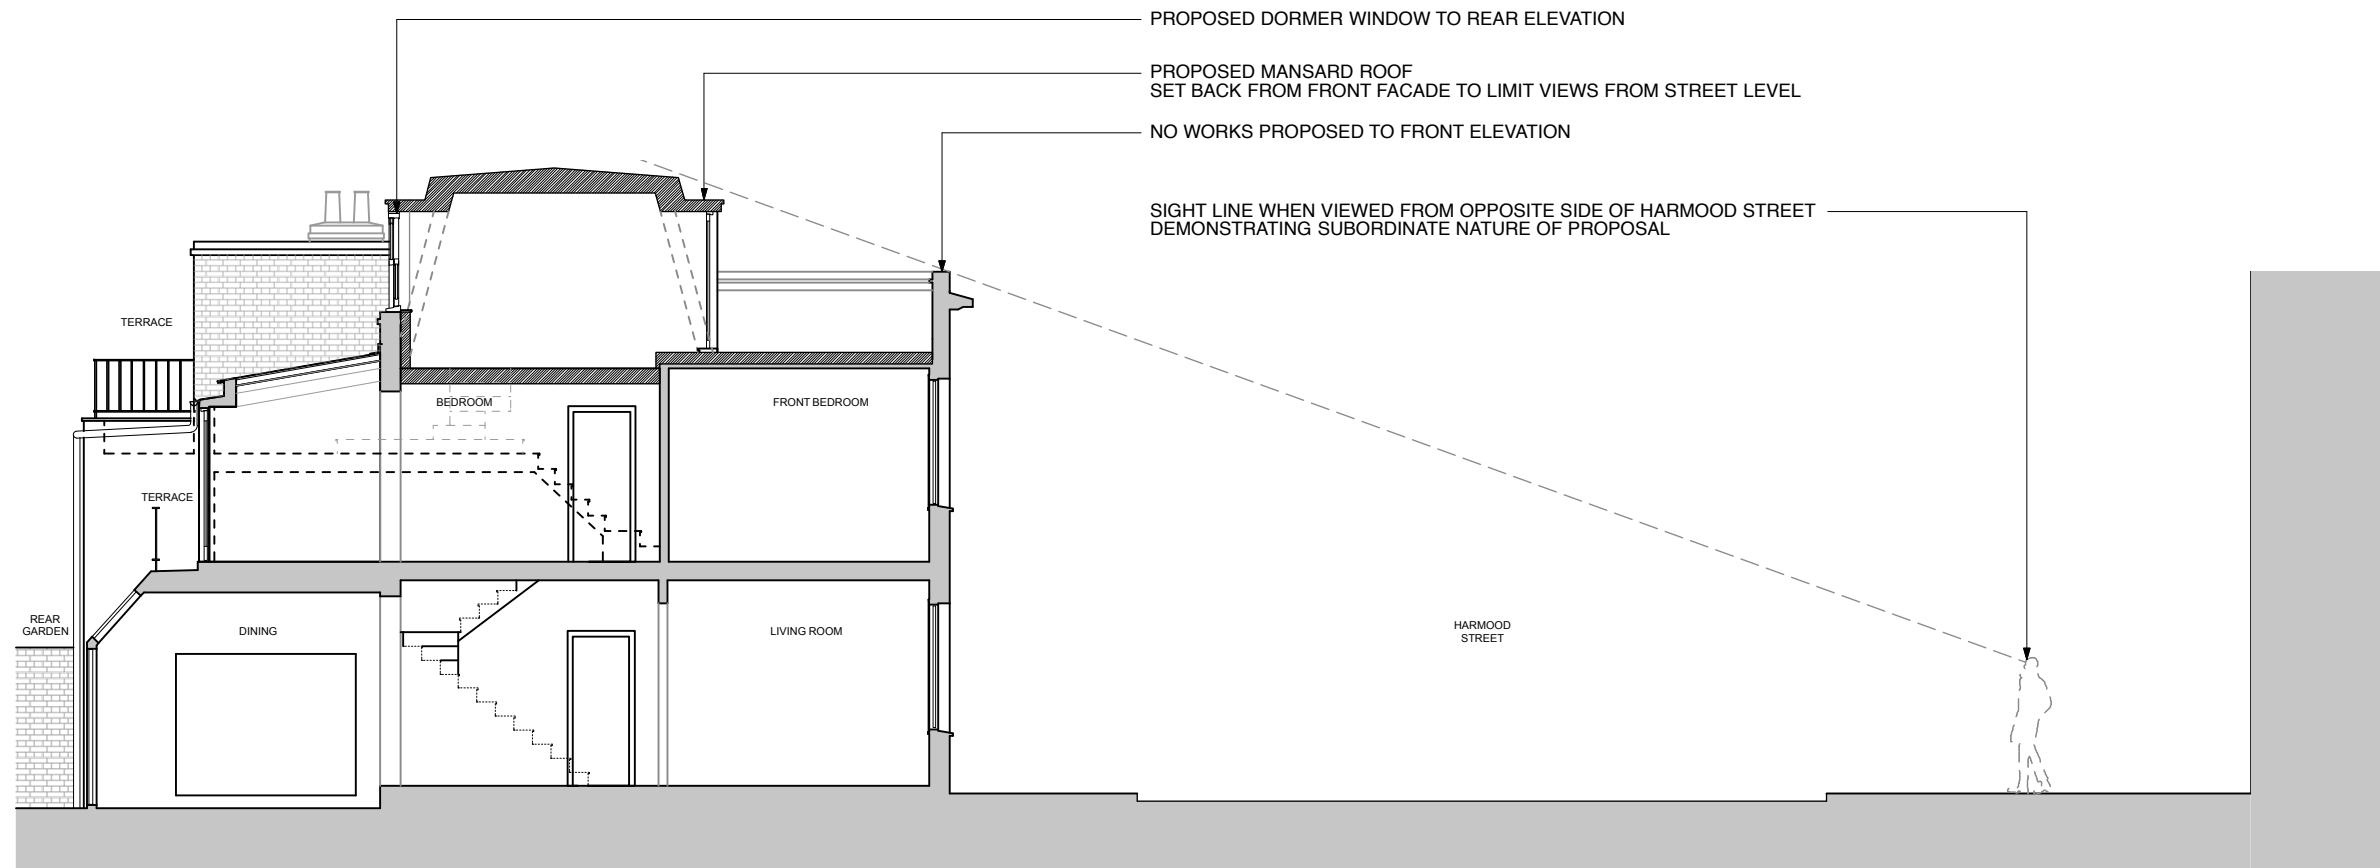 PROPOSED DORMER WINDOW TO REAR ELEVATION
PROPOSED MANSARD ROOF
SET BACK FROM FRONT FACADE TO LIMIT VIEWS FROM STREET LEVEL
NO WORKS PROPOSED TO FRONT ELEVATION
SIGHT LINE WHEN VIEWED FROM OPPOSITE SIDE OF HARMOOD STREET
DEMONSTRATING SUBORDINATE NATURE OF PROPOSAL
TERRACE
BEDROOM
FRONT BEDROOM
TERRACE
REAR
GARDEN
DINING
LIVING ROOM
HARMOOD
STREET